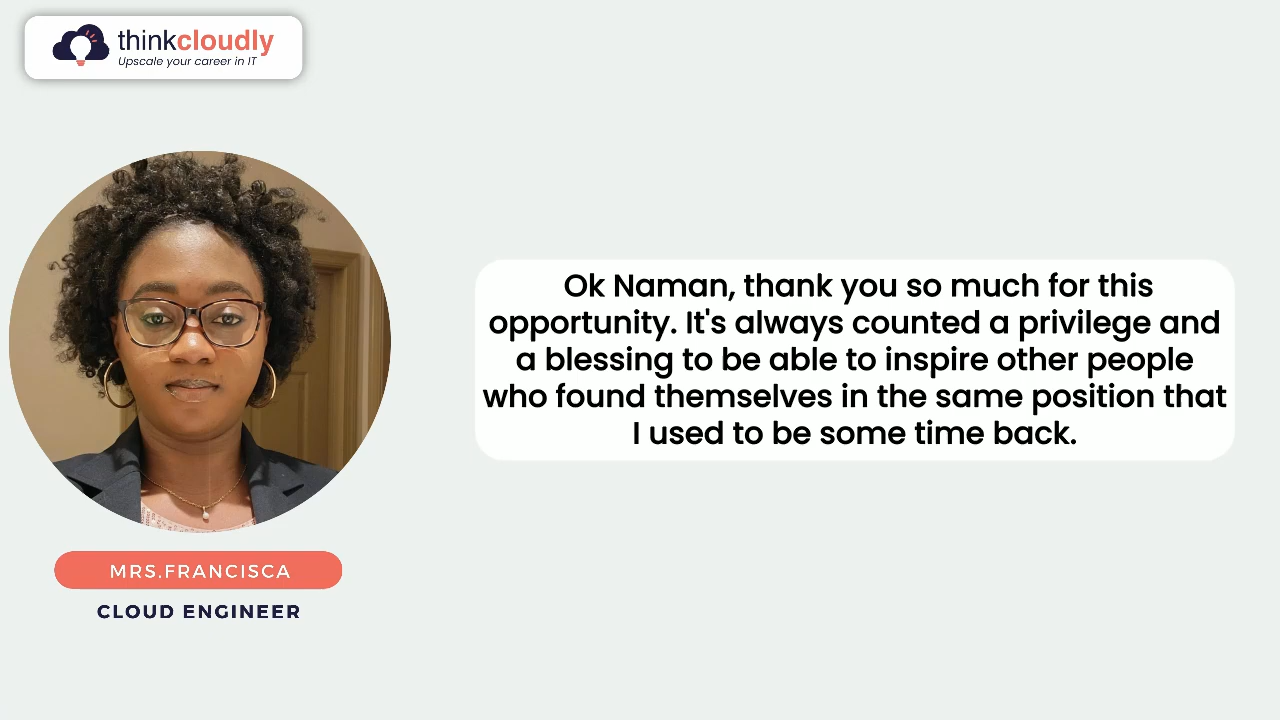 thinkcloudly
Upscale your career in IT
Ok Naman, thank you so much for this
opportunity. It's always counted a privilege and
a blessing to be able to inspire other people
who found themselves in the same position that
I used to be some time back.
MRS.FRANCISCA
CLOUD ENGINEER